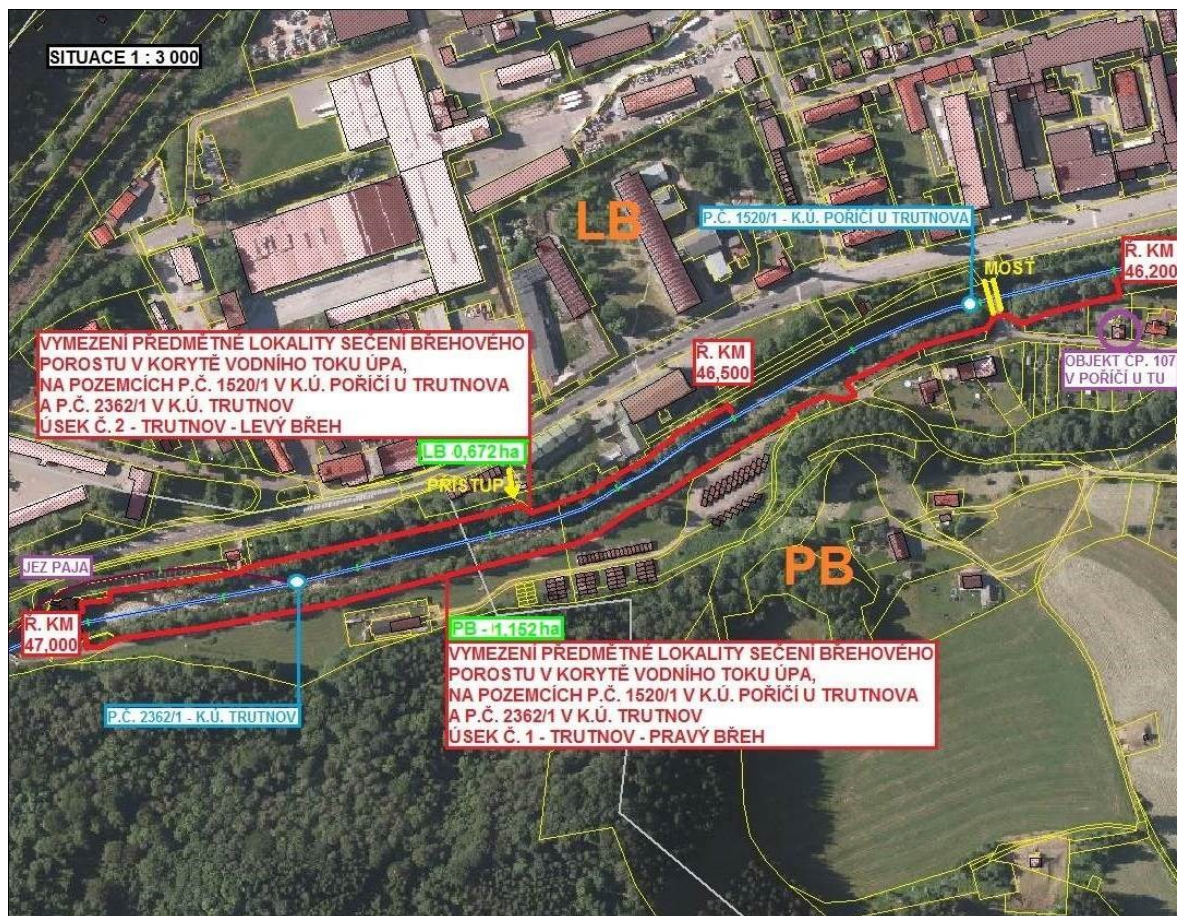 SITUACE 1 : 3 000
LB
P.Č. 1520/1 - K.Ú. POŘÍČÍ U TRUTNOVA
MOST
Ř. KM
46,200
OBJEKT ČP. 107
V POŘÍČÍ U TU
VYMEZENÍ PŘEDMĚTNÉ LOKALITY SEČENÍ BŘEHOVÉHO
POROSTU V KORYTĚ VODNÍHO TOKU ÚPA,
NA POZEMCÍCH P.Č. 1520/1 V K.Ú. POŘÍČÍ U TRUTNOVA
A P.Č. 2362/1 V K.Ú. TRUTNOV
ÚSEK Č. 2 - TRUTNOV - LEVÝ BŘEH
Ř. KM
46,500
LB 0,672 ha
PŘÍSTUP
JEZ PAJA
PB
Ř. KM
47,000
PB - 1,152 ha
VYMEZENÍ PŘEDMĚTNÉ LOKALITY SEČENÍ BŘEHOVÉHO
POROSTU V KORYTĚ VODNÍHO TOKU ÚPA,
NA POZEMCÍCH P.Č. 1520/1 V K.Ú. POŘÍČÍ U TRUTNOVA
A P.Č. 2362/1 V K.Ú. TRUTNOV
ÚSEK Č. 1 - TRUTNOV - PRAVÝ BŘEH
P.Č. 2362/1 - K.Ú. TRUTNOV